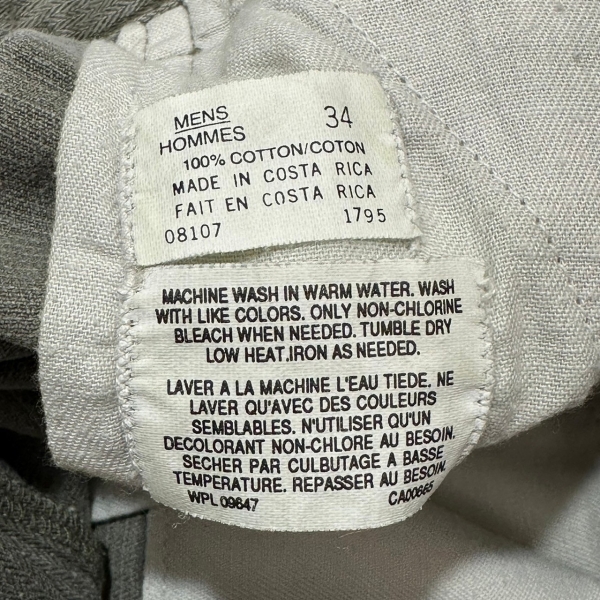 MENS 34
HOMMES
100% COTTON/COTON
MADE IN COSTA RICA
FAIT EN COSTA RICA
08107 1795
MACHINE WASH IN WARM WATER. WASH
WITH LIKE COLORS. ONLY NON-CHLORINE
BLEACH WHEN NEEDED. TUMBLE DRY
LOW HEAT.IRON AS NEEDED.
LAVER A LA MACHINE L'EAU TIEDE. NE
LAVER QU'AVEC DES COULEURS
SEMBLABLES. N'UTILISER QU'UN
DECOLORANT NON-CHLORE AU BESOIN.
SECHER PAR CULBUTAGE A BASSE
TEMPERATURE. REPASSER AU BESOIN.
WPL 09647 CA00665